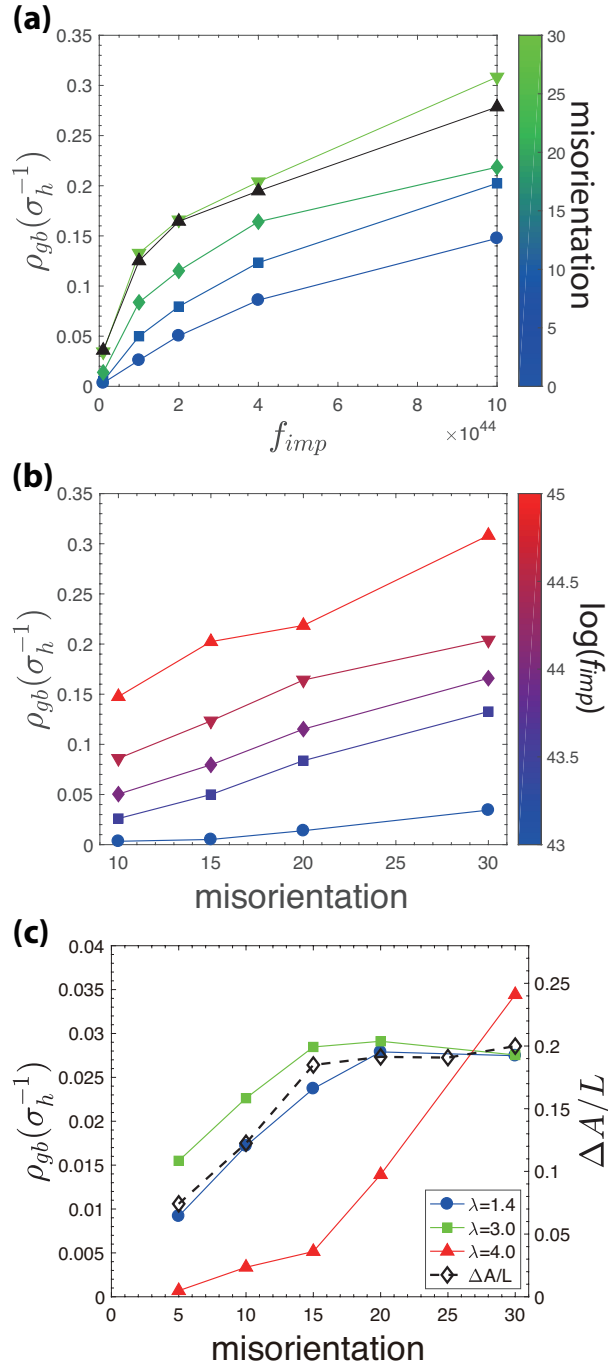 (a)
0.35
0.3
0.25
0.2
0.15
0.1
0.05
0
ρgb(σh−1)
0 2 4 6 8 10
fimp
×10^44
30
25
20
15
10
5
0
misorientation
(b)
0.35
0.3
0.25
0.2
0.15
0.1
0.05
0
ρgb(σh−1)
10 15 20 25 30
misorientation
45
44.5
44
43.5
43
log(fimp)
(c)
0.04
0.035
0.03
0.025
0.02
0.015
0.01
0.005
0
ρgb(σh−1)
0 5 10 15 20 25 30
misorientation
0.25
0.2
0.15
0.1
0.05
0
ΔA/L
λ=1.4
λ=3.0
λ=4.0
ΔA/L